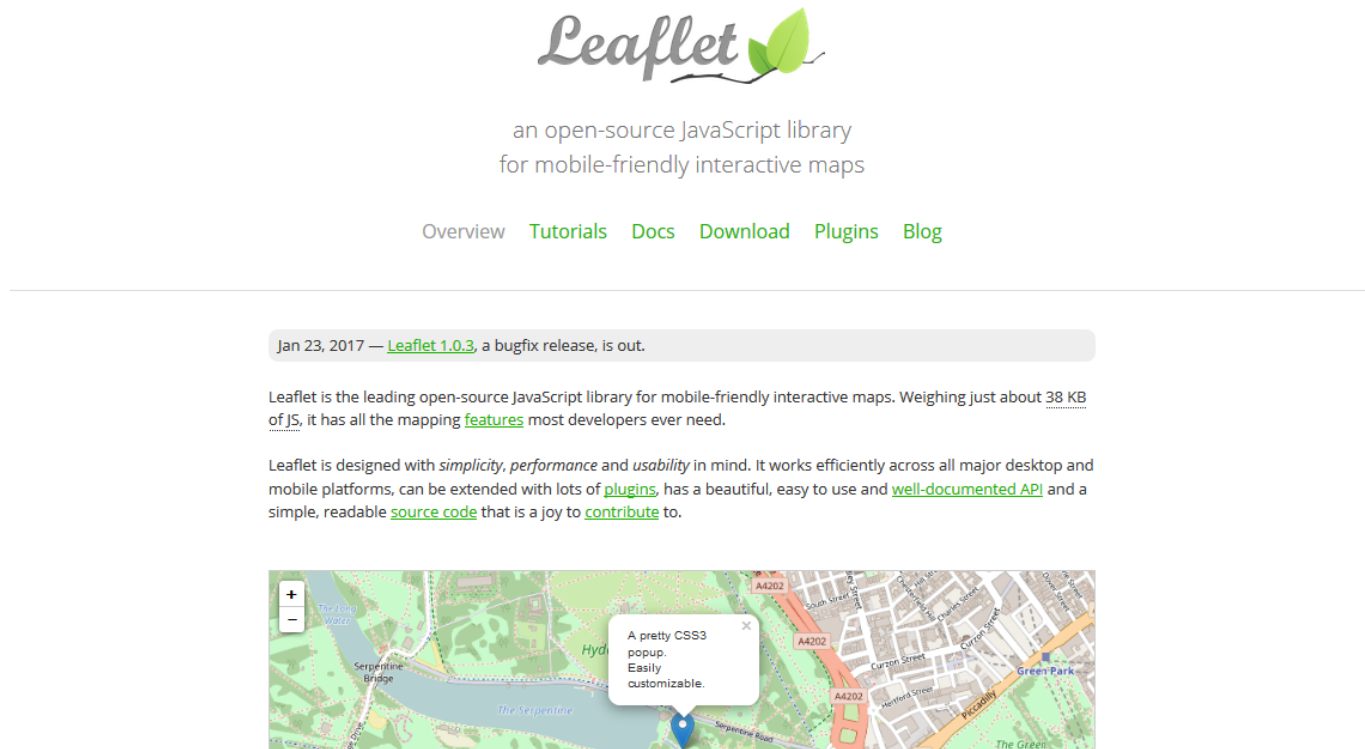 Leaflet
an open-source JavaScript library
for mobile-friendly interactive maps
Overview Tutorials Docs Download Plugins Blog
Jan 23, 2017 — Leaflet 1.0.3, a bugfix release, is out.
Leaflet is the leading open-source JavaScript library for mobile-friendly interactive maps. Weighing just about 38 KB
of JS, it has all the mapping features most developers ever need.
Leaflet is designed with simplicity, performance and usability in mind. It works efficiently across all major desktop and
mobile platforms, can be extended with lots of plugins, has a beautiful, easy to use and well-documented API and a
simple, readable source code that is a joy to contribute to.
+
−
The Long
Water
Serpentine
Bridge
The Serpentine
A pretty CSS3
popup.
Easily
customizable.
×
Serpentine Road
A4202
A4202
A4202
South Street
Charles Street
Curzon Street
Curzon Street
Hertford Street
Piccadilly
Green Park
The Green